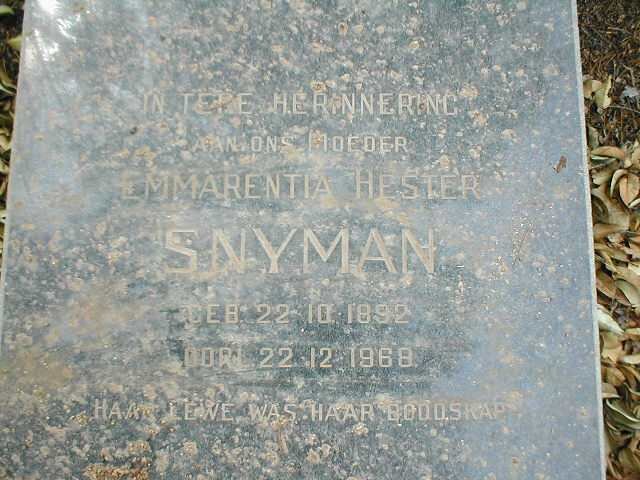 IN TERE HERINNERING
AAN ONS MOEDER
EMMARENTIA HESTER
SNYMAN
GEB. 22.10.1892
OORL. 22.12.1968
HAAR LEWE WAS HAAR BOODSKAP